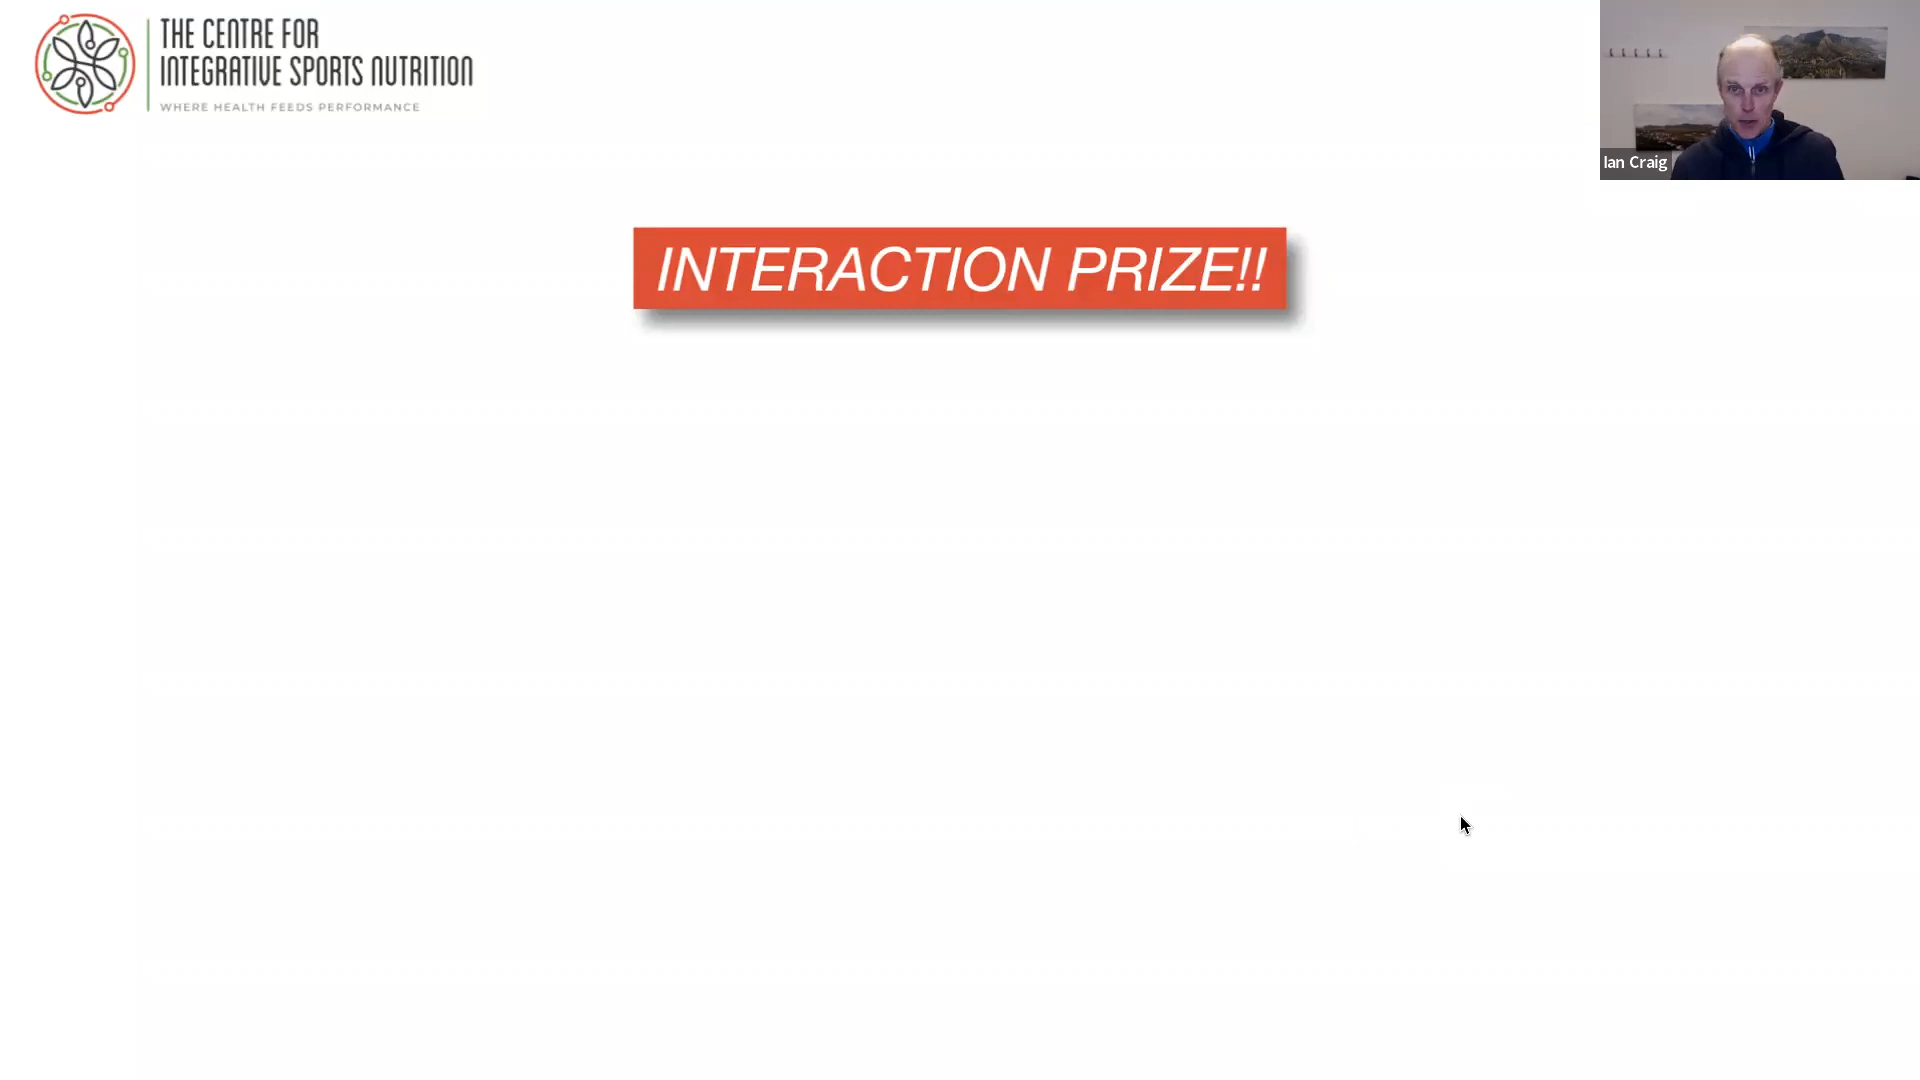 THE CENTRE FOR
INTEGRATIVE SPORTS NUTRITION
WHERE HEALTH FEEDS PERFORMANCE
Ian Craig
INTERACTION PRIZE!!